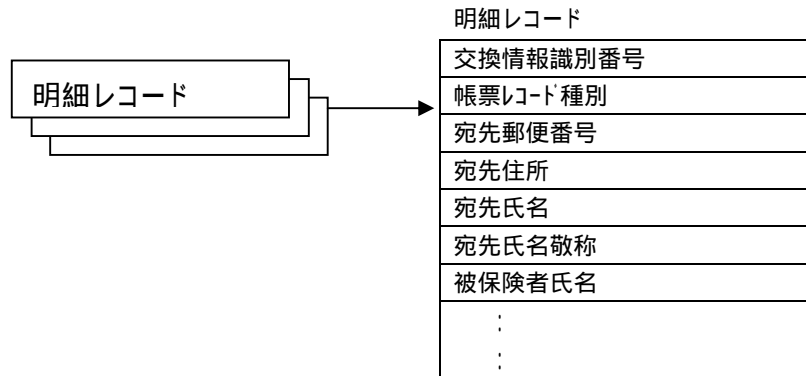 明細レコード
明細レコード
交換情報識別番号
帳票ﾚｺｰﾄﾞ種別
宛先郵便番号
宛先住所
宛先氏名
宛先氏名敬称
被保険者氏名
:
: